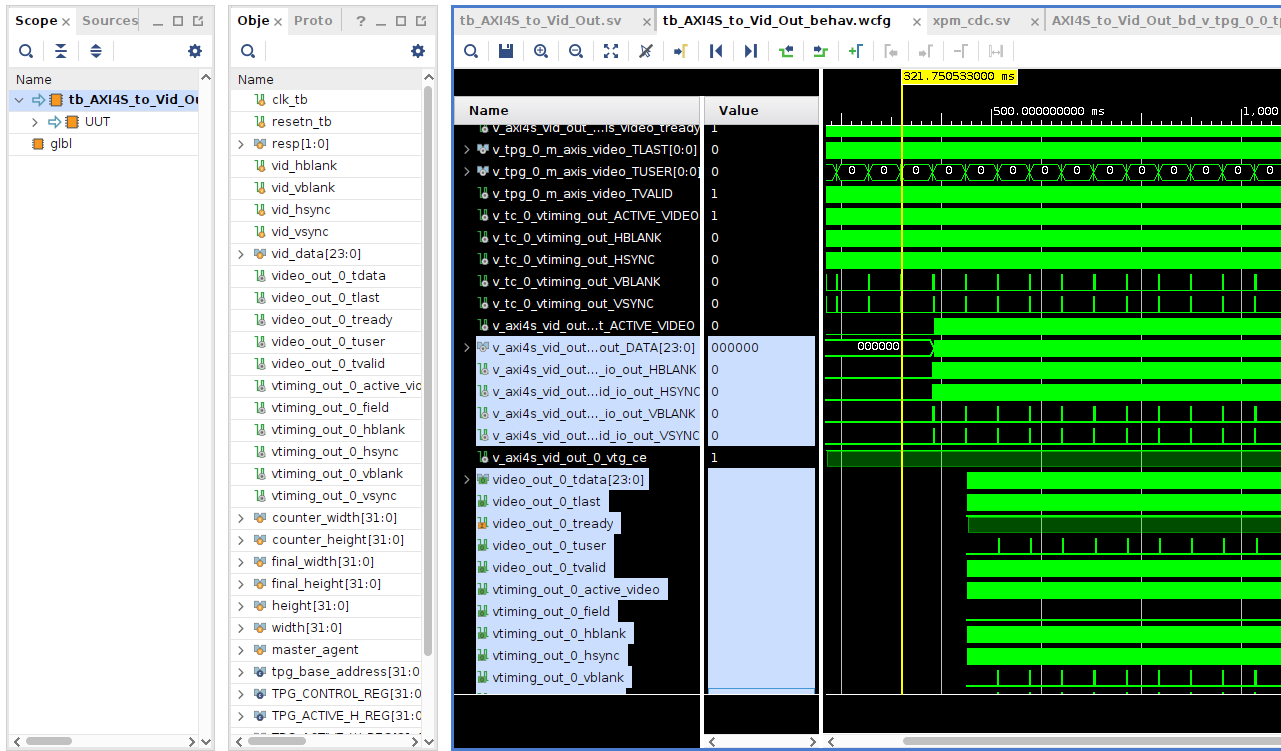 Scope
Sources
Name
tb_AXI4S_to_Vid_Ou
UUT
glbl
Obje
Proto
?
Name
clk_tb
resetn_tb
resp[1:0]
vid_hblank
vid_vblank
vid_hsync
vid_vsync
vid_data[23:0]
video_out_0_tdata
video_out_0_tlast
video_out_0_tready
video_out_0_tuser
video_out_0_tvalid
vtiming_out_0_active_vid
vtiming_out_0_field
vtiming_out_0_hblank
vtiming_out_0_hsync
vtiming_out_0_vblank
vtiming_out_0_vsync
counter_width[31:0]
counter_height[31:0]
final_width[31:0]
final_height[31:0]
height[31:0]
width[31:0]
master_agent
tpg_base_address[31:0
TPG_CONTROL_REG[31:0
TPG_ACTIVE_H_REG[31:0
tb_AXI4S_to_Vid_Out.sv
tb_AXI4S_to_Vid_Out_behav.wcfg
xpm_cdc.sv
AXI4S_to_Vid_Out_bd_v_tpg_0_0_tp
321.750533000 ms
500.000000000 ms
1,000
Name Value
v_axi4s_vid_out_...is_video_tready 1
v_tpg_0_m_axis_video_TLAST[0:0] 0
v_tpg_0_m_axis_video_TUSER[0:0] 0 0 0 0 0 0 0 0 0 0 0 0 0 0 0
v_tpg_0_m_axis_video_TVALID 1
v_tc_0_vtiming_out_ACTIVE_VIDEO 1
v_tc_0_vtiming_out_HBLANK 0
v_tc_0_vtiming_out_HSYNC 0
v_tc_0_vtiming_out_VBLANK 0
v_tc_0_vtiming_out_VSYNC 0
v_axi4s_vid_out...t_ACTIVE_VIDEO 0
v_axi4s_vid_out...out_DATA[23:0] 000000 000000
v_axi4s_vid_out..._io_out_HBLANK 0
v_axi4s_vid_out...id_io_out_HSYNC 0
v_axi4s_vid_out..._io_out_VBLANK 0
v_axi4s_vid_out...id_io_out_VSYNC 0
v_axi4s_vid_out_0_vtg_ce 1
video_out_0_tdata[23:0]
video_out_0_tlast
video_out_0_tready
video_out_0_tuser
video_out_0_tvalid
vtiming_out_0_active_video
vtiming_out_0_field
vtiming_out_0_hblank
vtiming_out_0_hsync
vtiming_out_0_vblank